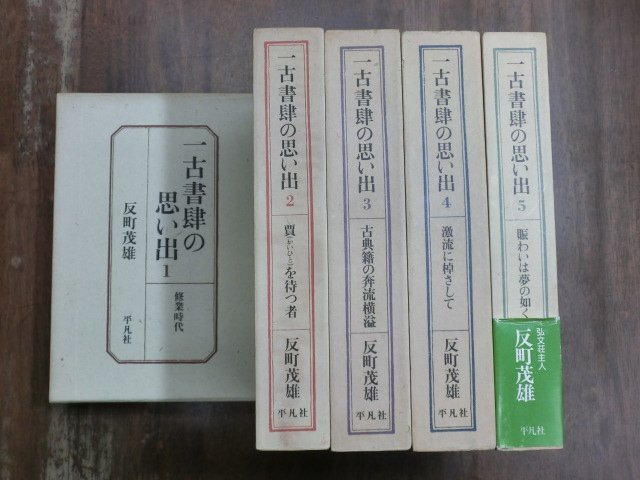 一古書肆の
思い出
1
修業時代
反町茂雄
平凡社
一古書肆の思い出
2
賈(かいひと)を待つ者
反町茂雄
平凡社
一古書肆の思い出
3
古典籍の奔流横溢
反町茂雄
平凡社
一古書肆の思い出
4
激流に棹さして
反町茂雄
平凡社
一古書肆の思い出
5
賑わいは夢の如く
弘文荘主人
反町茂雄
平凡社